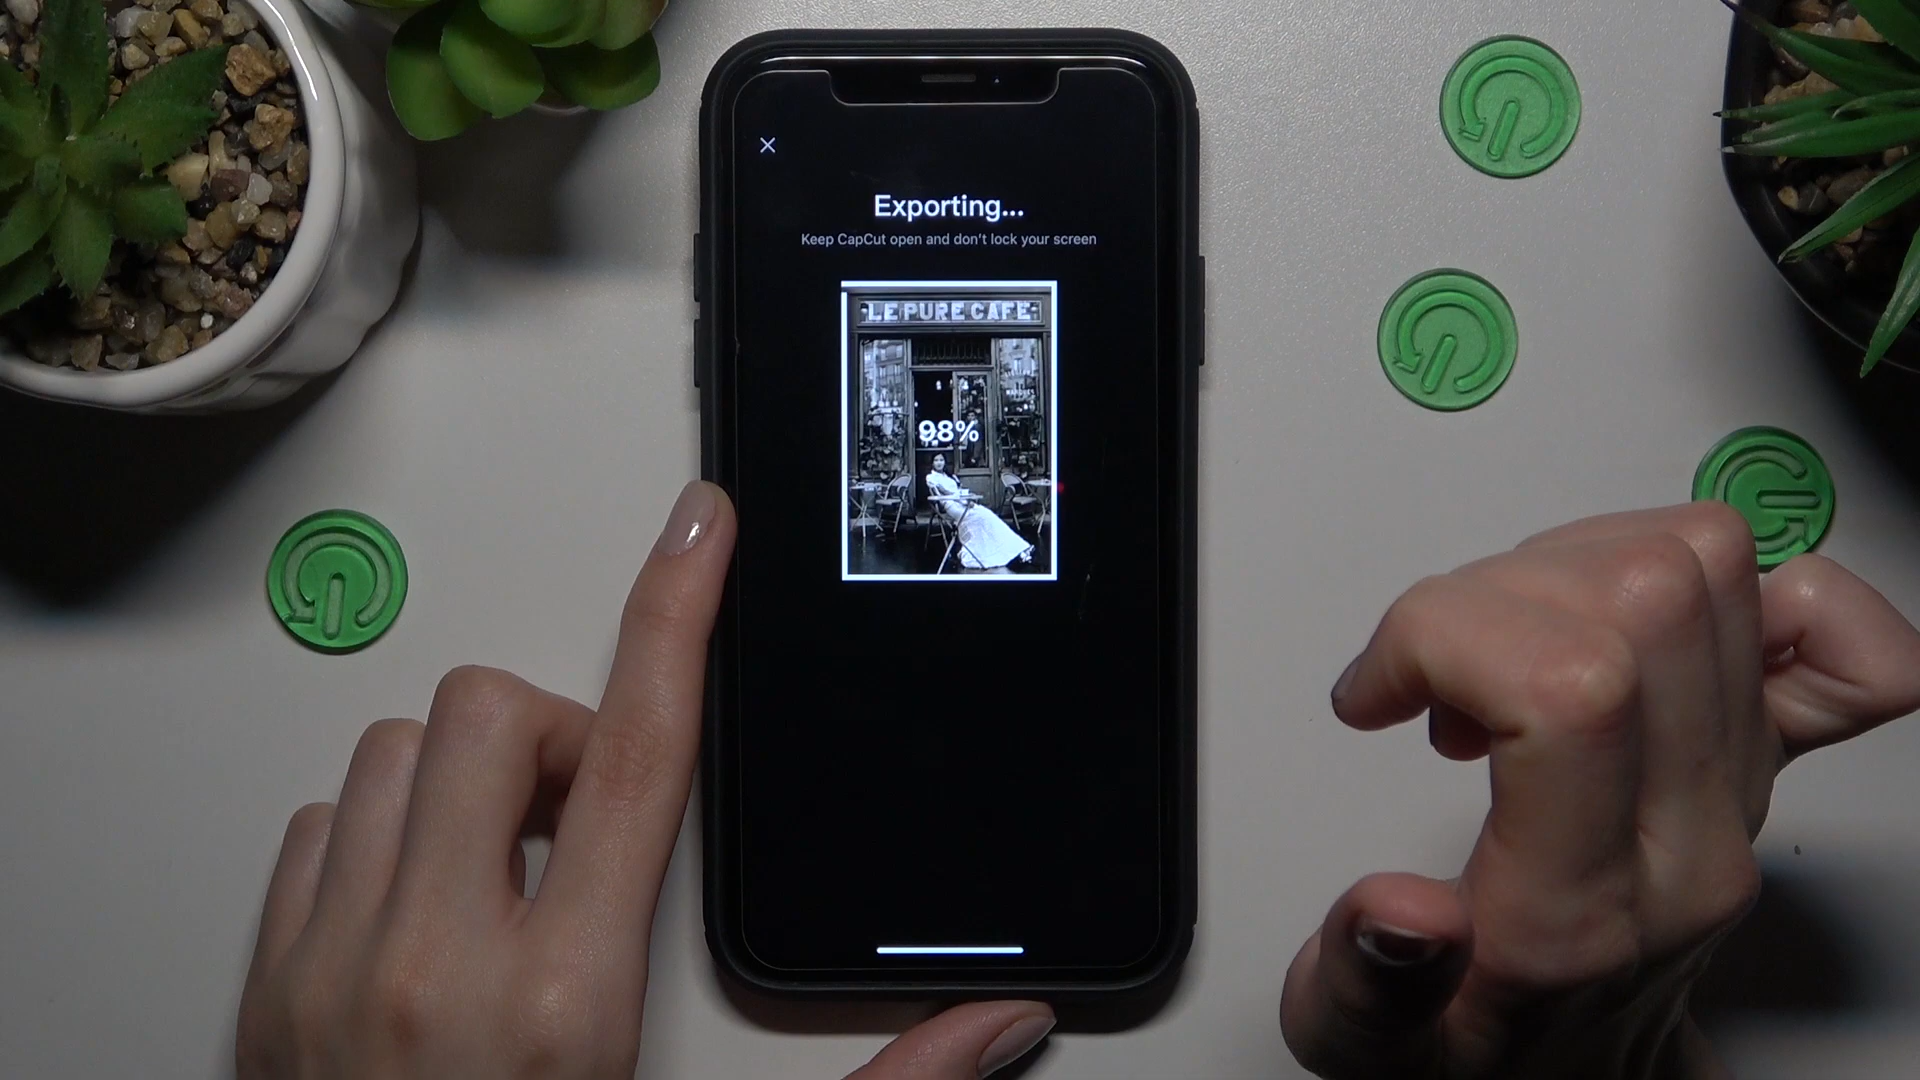 Exporting...
Keep CapCut open and don't lock your screen
LE PURE CAFE
98%